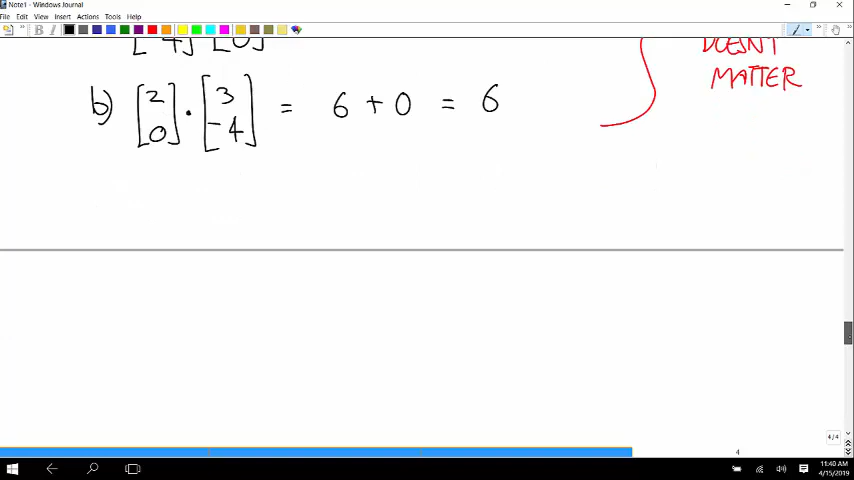 Note1 - Windows Journal
File Edit View Insert Actions Tools Help
B I
DOESN'T
MATTER
b) [2 0] · [3 -4] = 6 + 0 = 6
4/4
4
11:40 AM
4/15/2019